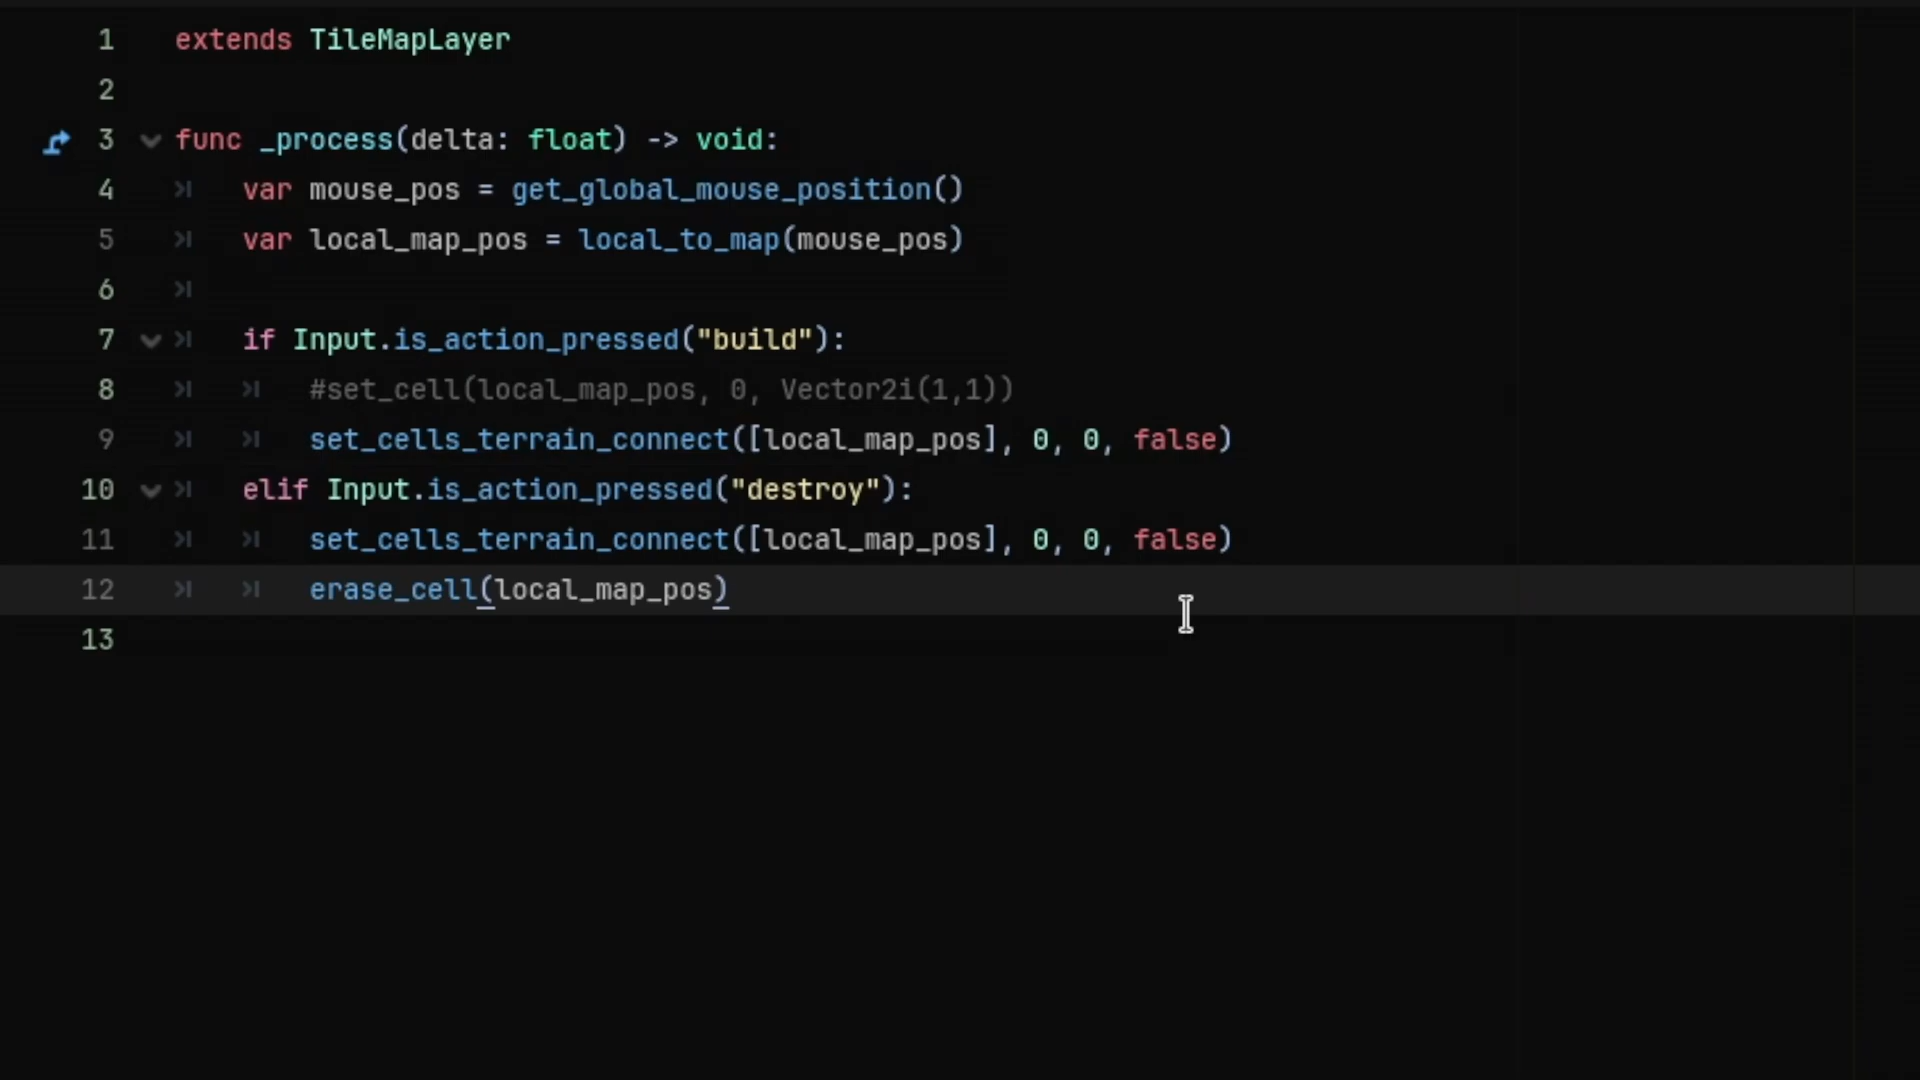 1 extends TileMapLayer
2
3 func _process(delta: float) -> void:
4 var mouse_pos = get_global_mouse_position()
5 var local_map_pos = local_to_map(mouse_pos)
6
7 if Input.is_action_pressed("build"):
8 #set_cell(local_map_pos, 0, Vector2i(1,1))
9 set_cells_terrain_connect([local_map_pos], 0, 0, false)
10 elif Input.is_action_pressed("destroy"):
11 set_cells_terrain_connect([local_map_pos], 0, 0, false)
12 erase_cell(local_map_pos)
13